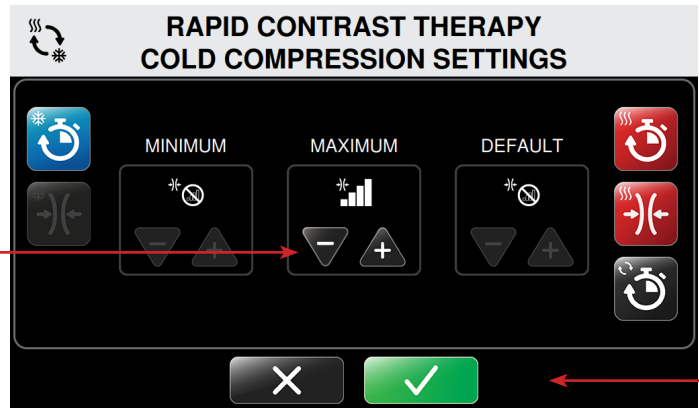 RAPID CONTRAST THERAPY
COLD COMPRESSION SETTINGS
MINIMUM MAXIMUM DEFAULT